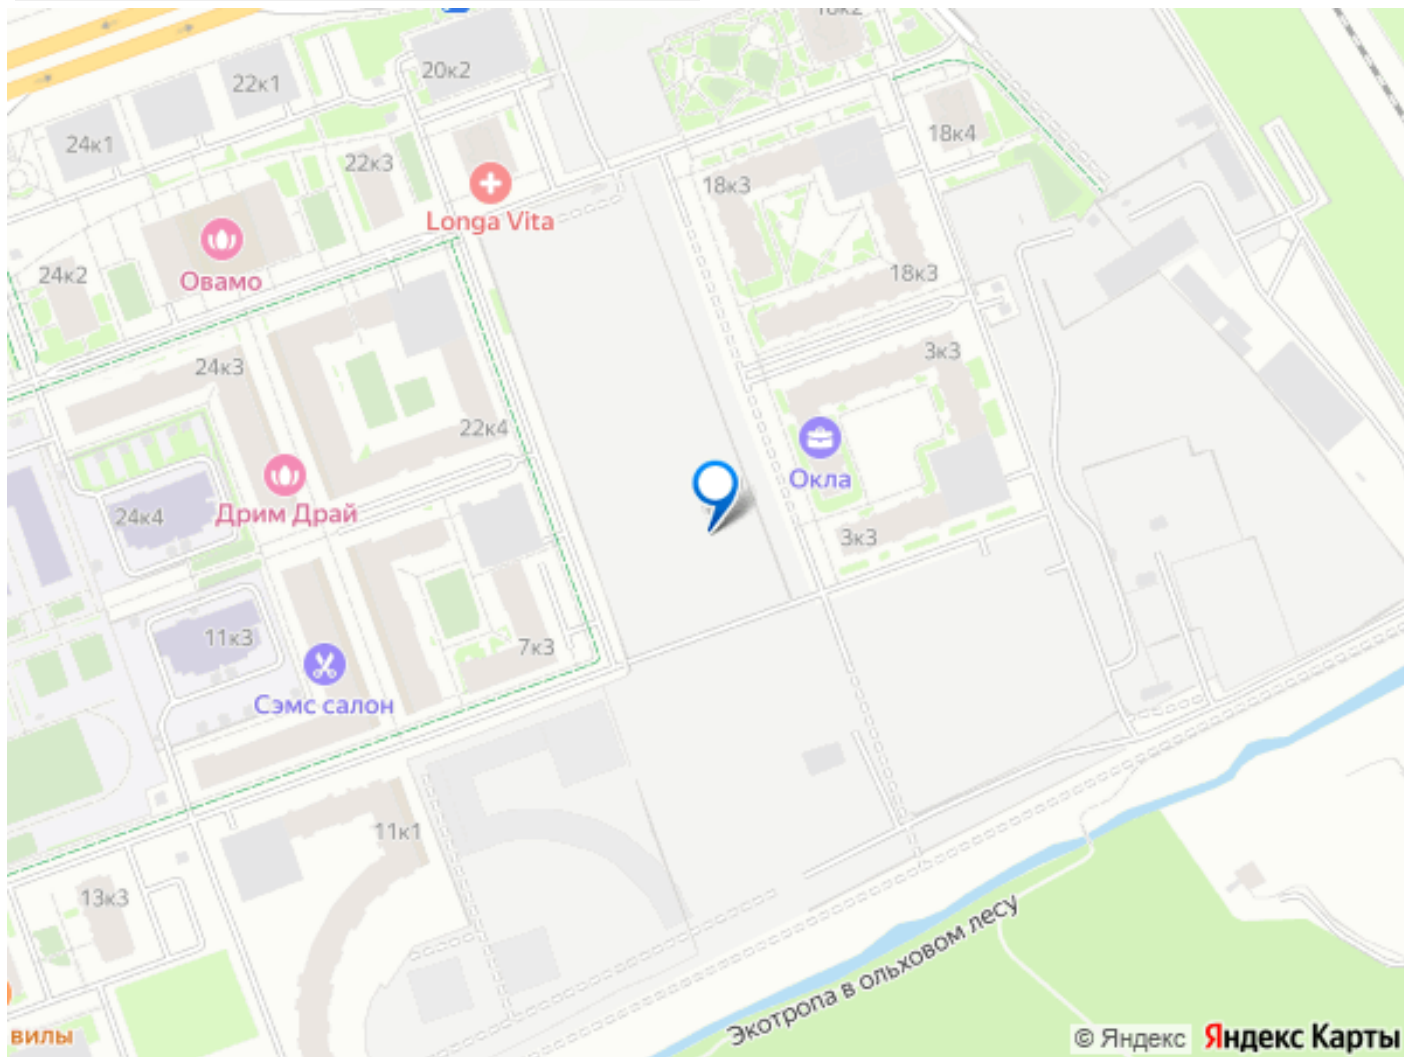 18к2
20к2
22к1
24к1
22к3
18к4
18к3
Longa Vita
24к2
Овамо
18к3
24к3
3к3
22к4
Окла
24к4
Дрим Драй
3к3
11к3
7к3
Сэмс салон
11к1
13к3
Экотропа в ольховом лесу
вилы
© Яндекс
Яндекс Карты